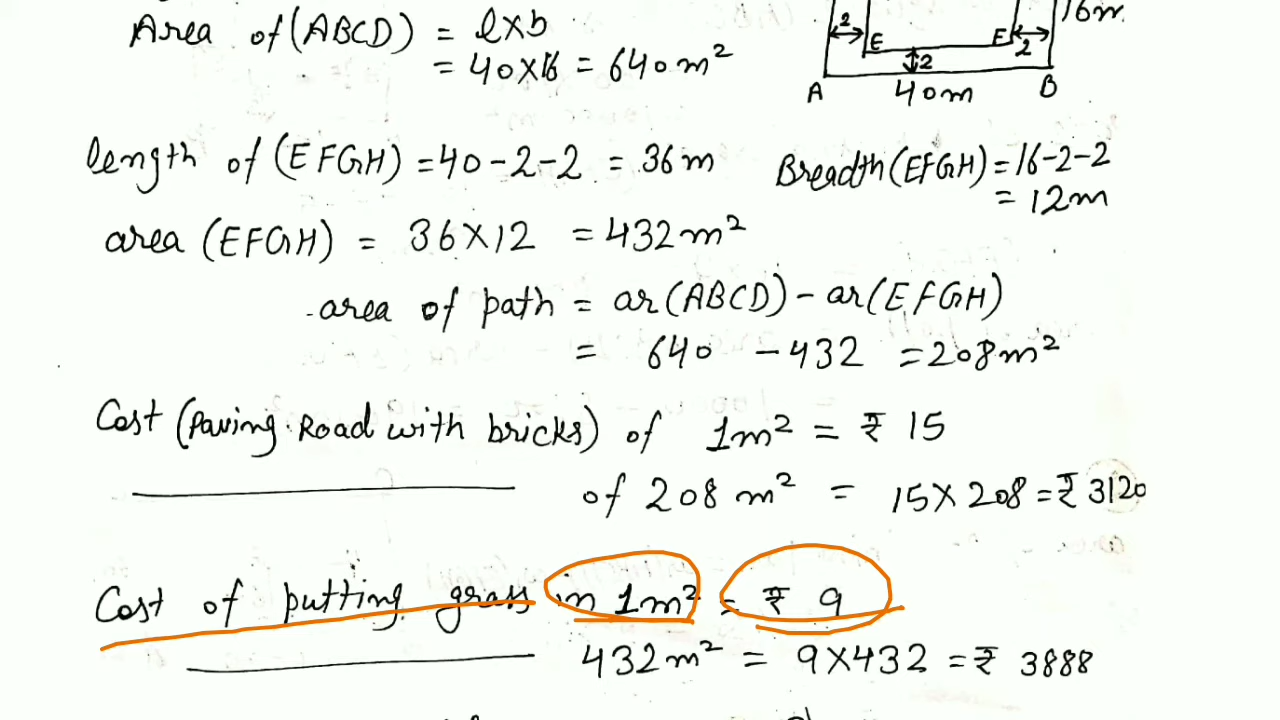 Area of (ABCD) = l×b
= 40×16 = 640m²
16m
2
E
F
2
2
A
40m
B
length of (EFGH) = 40-2-2 = 36m
Breadth (EFGH) = 16-2-2
= 12m
area (EFGH) = 36×12 = 432m²
area of path = ar(ABCD) - ar(EFGH)
= 640 - 432 = 208m²
Cost (Paving Road with bricks) of 1m² = ₹ 15
of 208 m² = 15×208 = ₹ 3120
Cost of putting grass in 1m² = ₹ 9
432m² = 9×432 = ₹ 3888